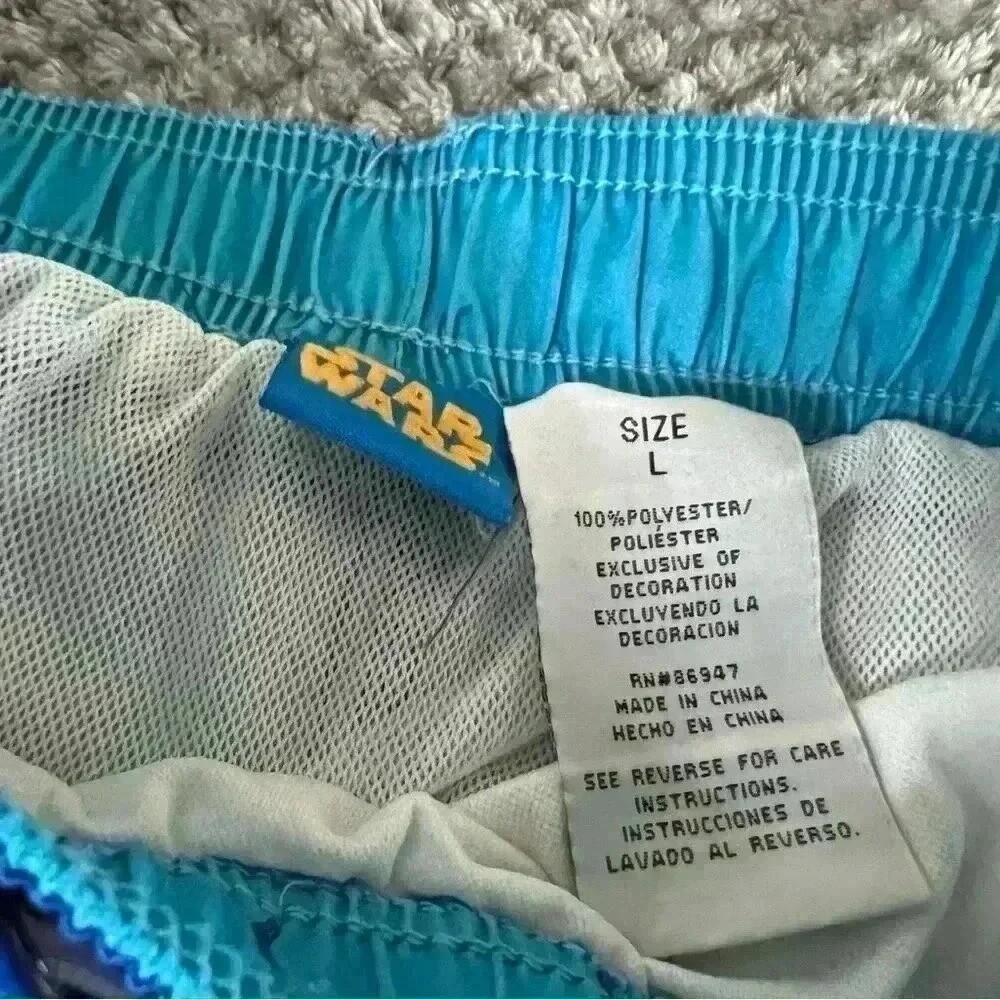 STAR
WARS
SIZE
L
100%POLYESTER/
POLIÉSTER
EXCLUSIVE OF
DECORATION
EXCLUYENDO LA
DECORACION
RN#86947
MADE IN CHINA
HECHO EN CHINA
SEE REVERSE FOR CARE
INSTRUCTIONS.
INSTRUCCIONES DE
LAVADO AL REVERSO.